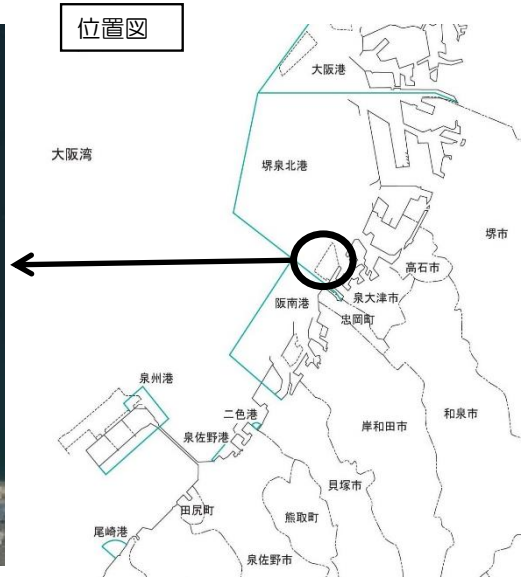 位置図
大阪港
大阪湾
堺泉北港
堺市
高石市
泉大津市
阪南港
忠岡町
泉州港
二色港
和泉市
岸和田市
泉佐野港
貝塚市
田尻町
熊取町
尾崎港
泉佐野市